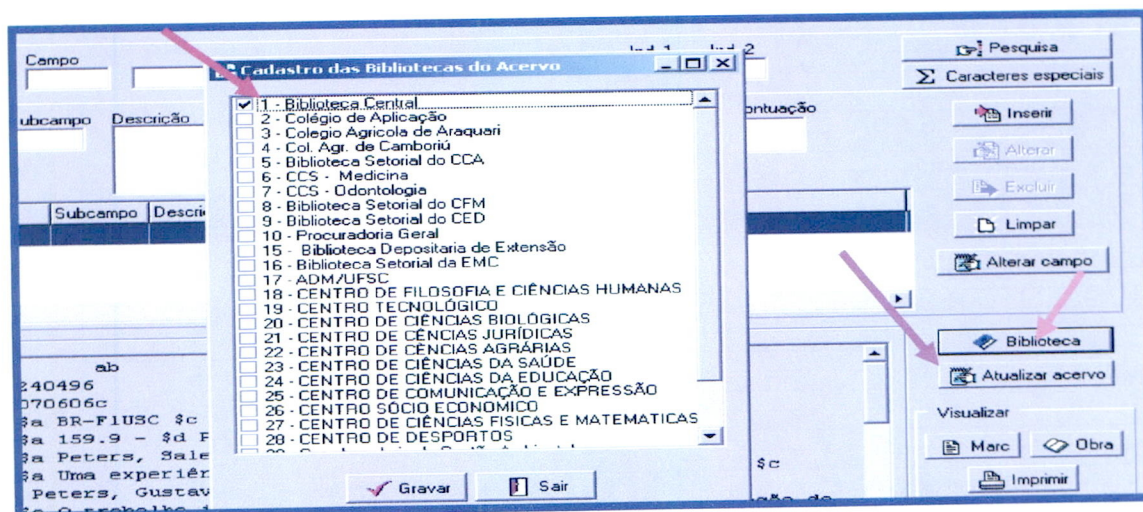 Campo
Ind. 1 Ind. 2
Pesquisa
Σ Caracteres especiais
Cadastro das Bibliotecas do Acervo
ubcampo Descrição
ontuação
Inserir
Alterar
Excluir
Limpar
Alterar campo
Subcampo Descri
1 - Biblioteca Central
2 - Colégio de Aplicação
3 - Colegio Agricola de Araquari
4 - Col. Agr. de Camboriú
5 - Biblioteca Setorial do CCA
6 - CCS - Medicina
7 - CCS - Odontologia
8 - Biblioteca Setorial do CFM
9 - Biblioteca Setorial do CED
10 - Procuradoria Geral
15 - Biblioteca Depositaria de Extensão
16 - Biblioteca Setorial da EMC
17 - ADM/UFSC
18 - CENTRO DE FILOSOFIA E CIÊNCIAS HUMANAS
19 - CENTRO TECNOLÓGICO
20 - CENTRO DE CIÊNCIAS BIOLÓGICAS
21 - CENTRO DE CÊNCIAS JURÍDICAS
22 - CENTRO DE CÊNCIAS AGRÁRIAS
23 - CENTRO DE CIÊNCIAS DA SAÚDE
24 - CENTRO DE CIÊNCIAS DA EDUCAÇÃO
25 - CENTRO DE COMUNICAÇÃO E EXPRESSÃO
26 - CENTRO SÓCIO ECONOMICO
27 - CENTRO DE CIÊNCIAS FISICAS E MATEMATICAS
28 - CENTRO DE DESPORTOS
Biblioteca
Atualizar acervo
Visualizar
Marc Obra
Imprimir
ab
240496
070606c
$a BR-F1USC $c
$a 159.9 - $d P
$a Peters, Sale
$a Uma experiên $c
Peters, Gustav
Gravar Sair